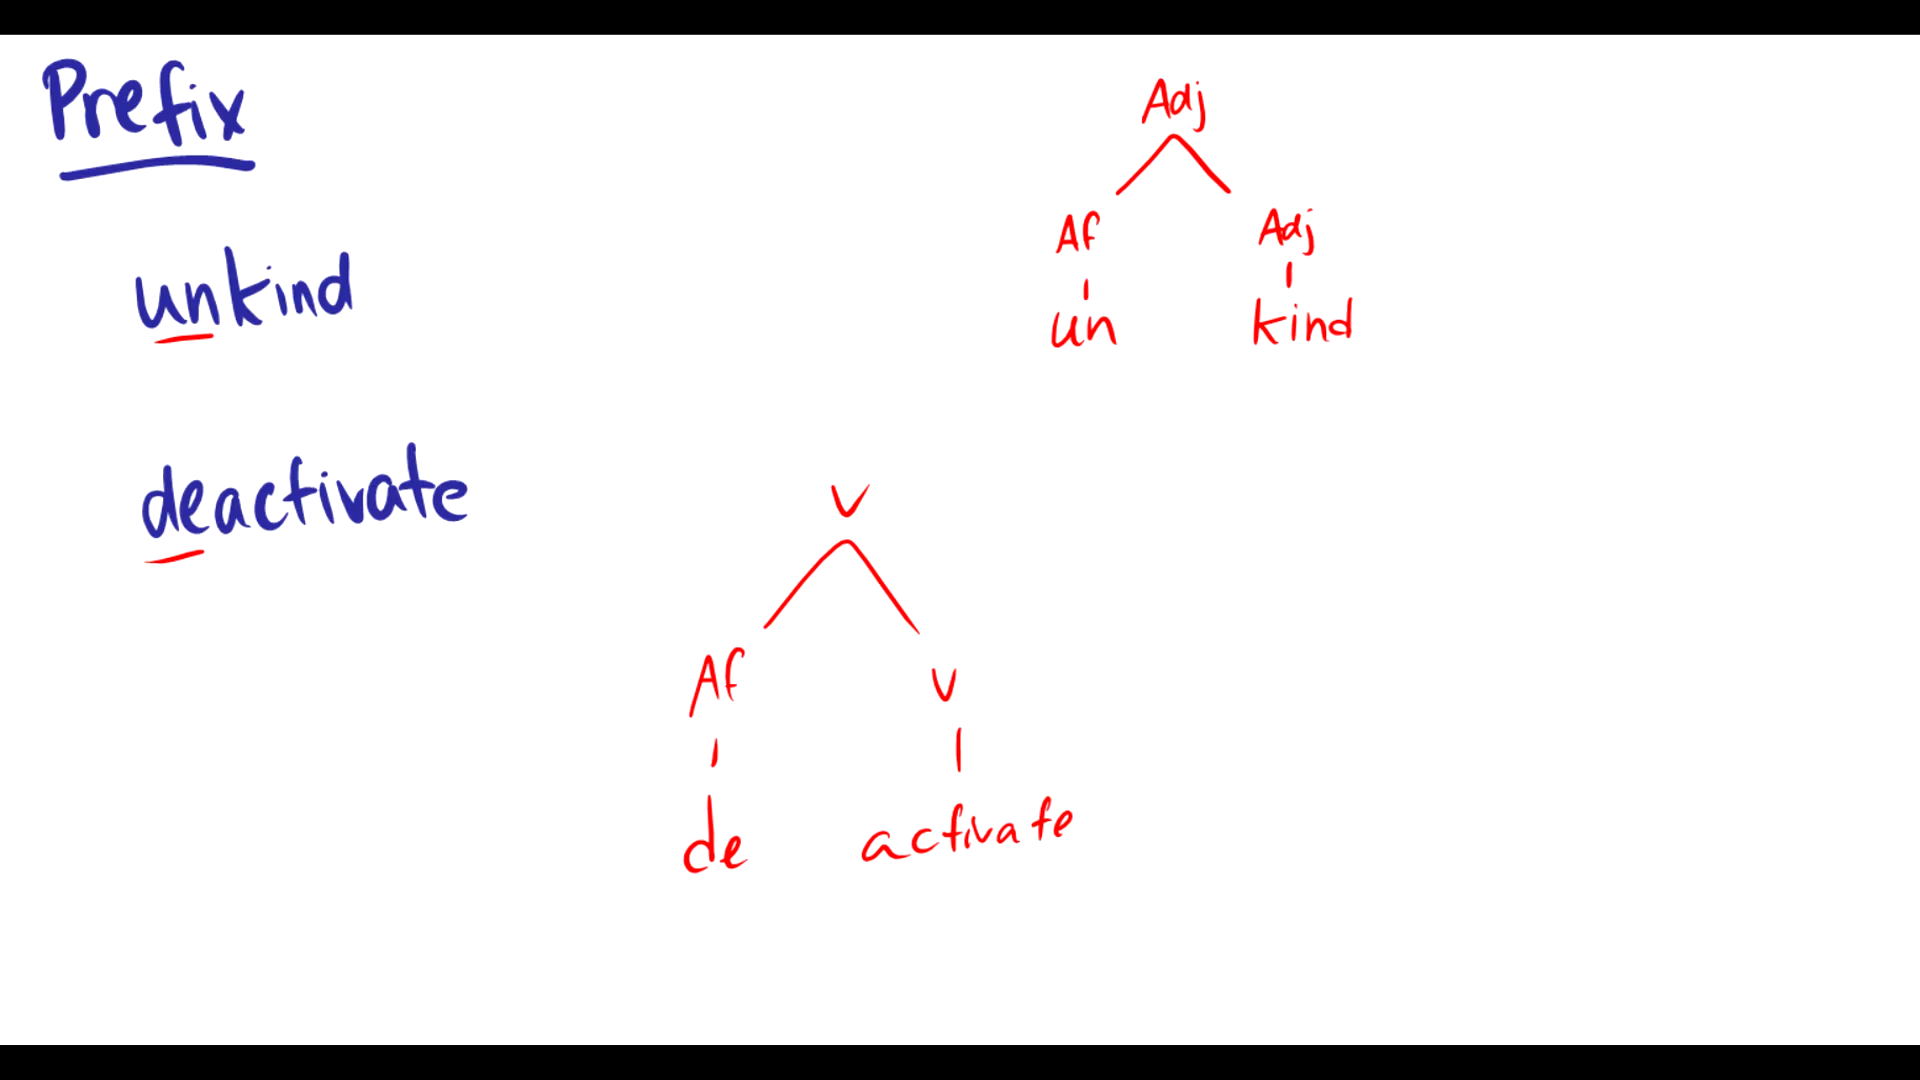 Prefix
Adj
Af Adj
unkind
un kind
deactivate
V
Af V
de activate